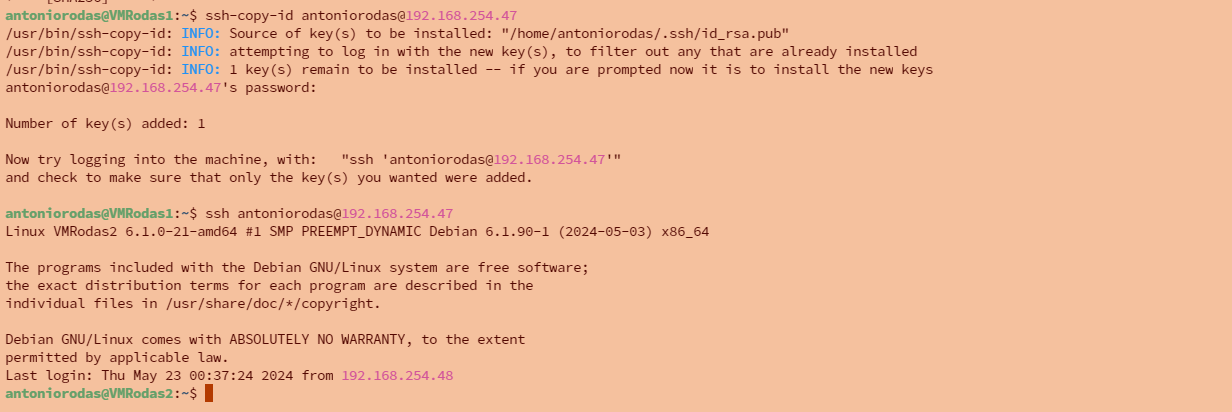 antoniorodas@VMRodas1:~$ ssh-copy-id antoniorodas@192.168.254.47
/usr/bin/ssh-copy-id: INFO: Source of key(s) to be installed: "/home/antoniorodas/.ssh/id_rsa.pub"
/usr/bin/ssh-copy-id: INFO: attempting to log in with the new key(s), to filter out any that are already installed
/usr/bin/ssh-copy-id: INFO: 1 key(s) remain to be installed -- if you are prompted now it is to install the new keys
antoniorodas@192.168.254.47's password:
Number of key(s) added: 1
Now try logging into the machine, with:   "ssh 'antoniorodas@192.168.254.47'"
and check to make sure that only the key(s) you wanted were added.
antoniorodas@VMRodas1:~$ ssh antoniorodas@192.168.254.47
Linux VMRodas2 6.1.0-21-amd64 #1 SMP PREEMPT_DYNAMIC Debian 6.1.90-1 (2024-05-03) x86_64
The programs included with the Debian GNU/Linux system are free software;
the exact distribution terms for each program are described in the
individual files in /usr/share/doc/*/copyright.
Debian GNU/Linux comes with ABSOLUTELY NO WARRANTY, to the extent
permitted by applicable law.
Last login: Thu May 23 00:37:24 2024 from 192.168.254.48
antoniorodas@VMRodas2:~$